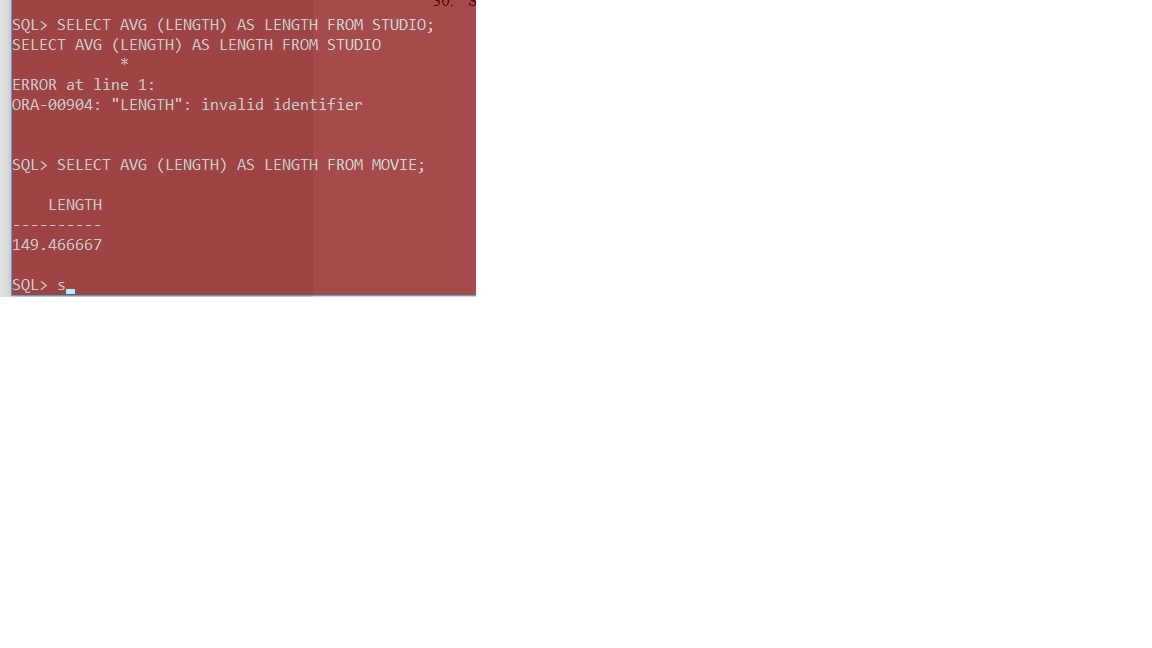 30. S
SQL> SELECT AVG (LENGTH) AS LENGTH FROM STUDIO;
SELECT AVG (LENGTH) AS LENGTH FROM STUDIO
*
ERROR at line 1:
ORA-00904: "LENGTH": invalid identifier
SQL> SELECT AVG (LENGTH) AS LENGTH FROM MOVIE;
LENGTH
----------
149.466667
SQL> s